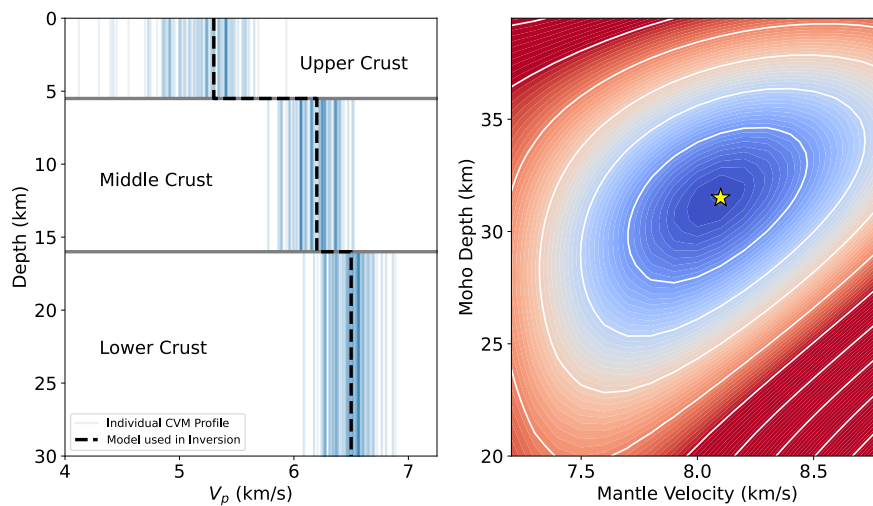 0
5
10
15
20
25
30
Depth (km)
Upper Crust
Middle Crust
Lower Crust
Individual CVM Profile
Model used in Inversion
4
5
6
7
Vp (km/s)
35
30
25
20
Moho Depth (km)
7.5
8.0
8.5
Mantle Velocity (km/s)